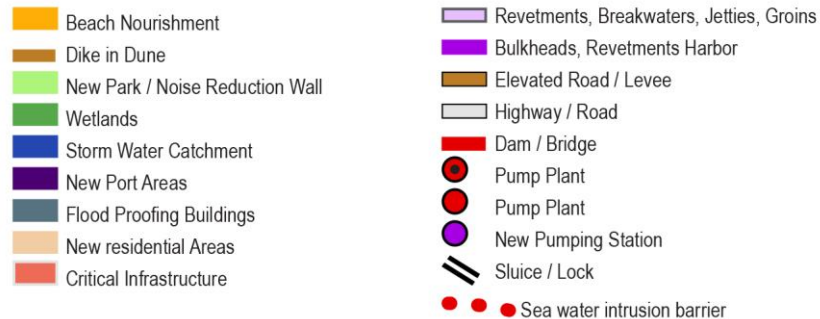 Beach Nourishment
Dike in Dune
New Park / Noise Reduction Wall
Wetlands
Storm Water Catchment
New Port Areas
Flood Proofing Buildings
New residential Areas
Critical Infrastructure
Revetments, Breakwaters, Jetties, Groins
Bulkheads, Revetments Harbor
Elevated Road / Levee
Highway / Road
Dam / Bridge
Pump Plant
Pump Plant
New Pumping Station
Sluice / Lock
Sea water intrusion barrier